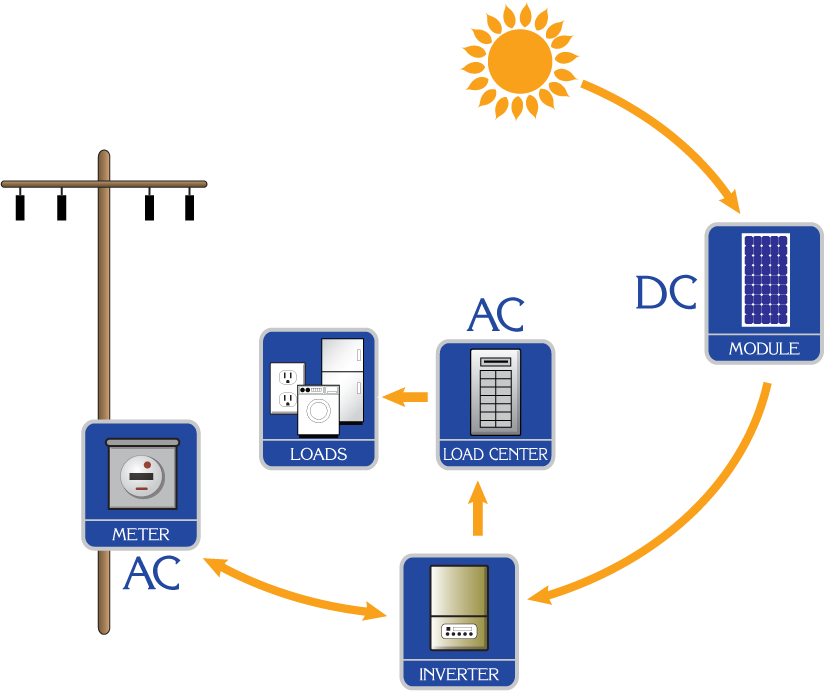 DC
MODULE
AC
LOADS
LOAD CENTER
METER
AC
INVERTER